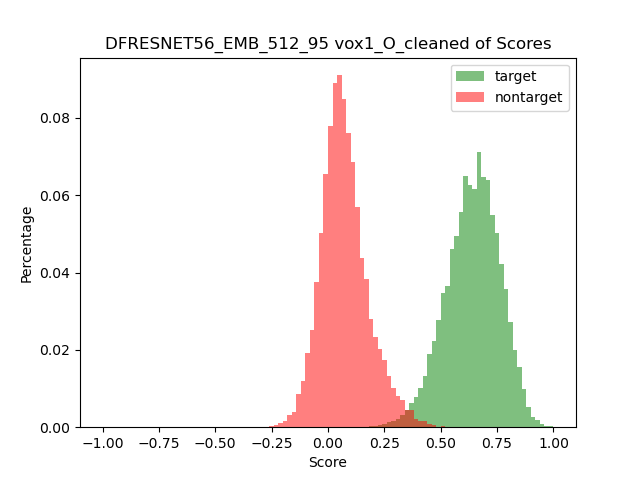 DFRESNET56_EMB_512_95 vox1_O_cleaned of Scores
target
nontarget
Percentage
0.08
0.06
0.04
0.02
0.00
−1.00 −0.75 −0.50 −0.25 0.00 0.25 0.50 0.75 1.00
Score